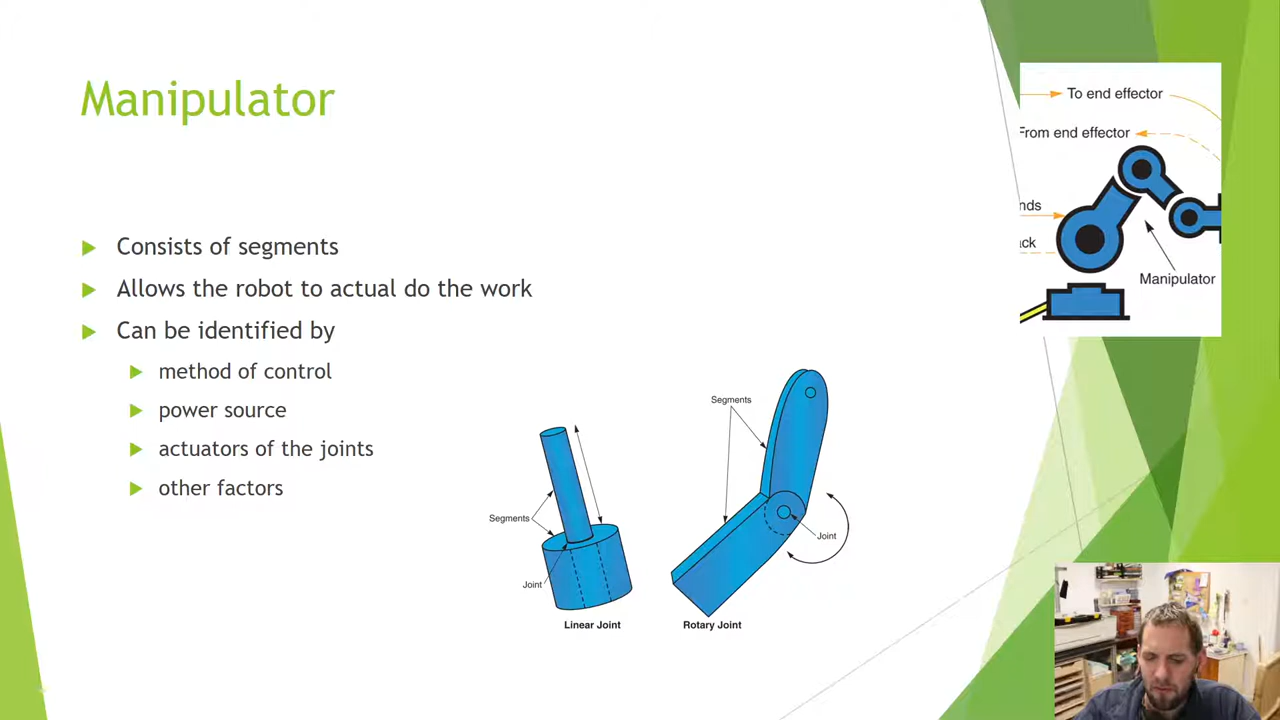 Manipulator
Consists of segments
Allows the robot to actual do the work
Can be identified by
method of control
power source
actuators of the joints
other factors
Segments
Joint
Linear Joint
Segments
Joint
Rotary Joint
To end effector
From end effector
nds
ack
Manipulator